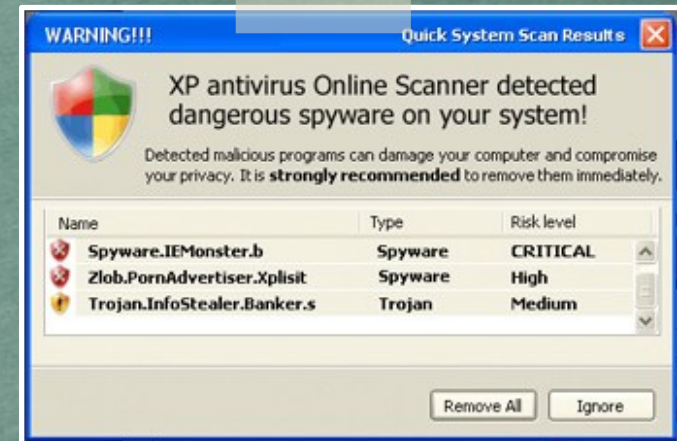 WARNING!!! Quick System Scan Results
XP antivirus Online Scanner detected
dangerous spyware on your system!
Detected malicious programs can damage your computer and compromise
your privacy. It is strongly recommended to remove them immediately.
Name Type Risk level
Spyware.IEMonster.b Spyware CRITICAL
Zlob.PornAdvertiser.Xplisit Spyware High
Trojan.InfoStealer.Banker.s Trojan Medium
Remove All Ignore